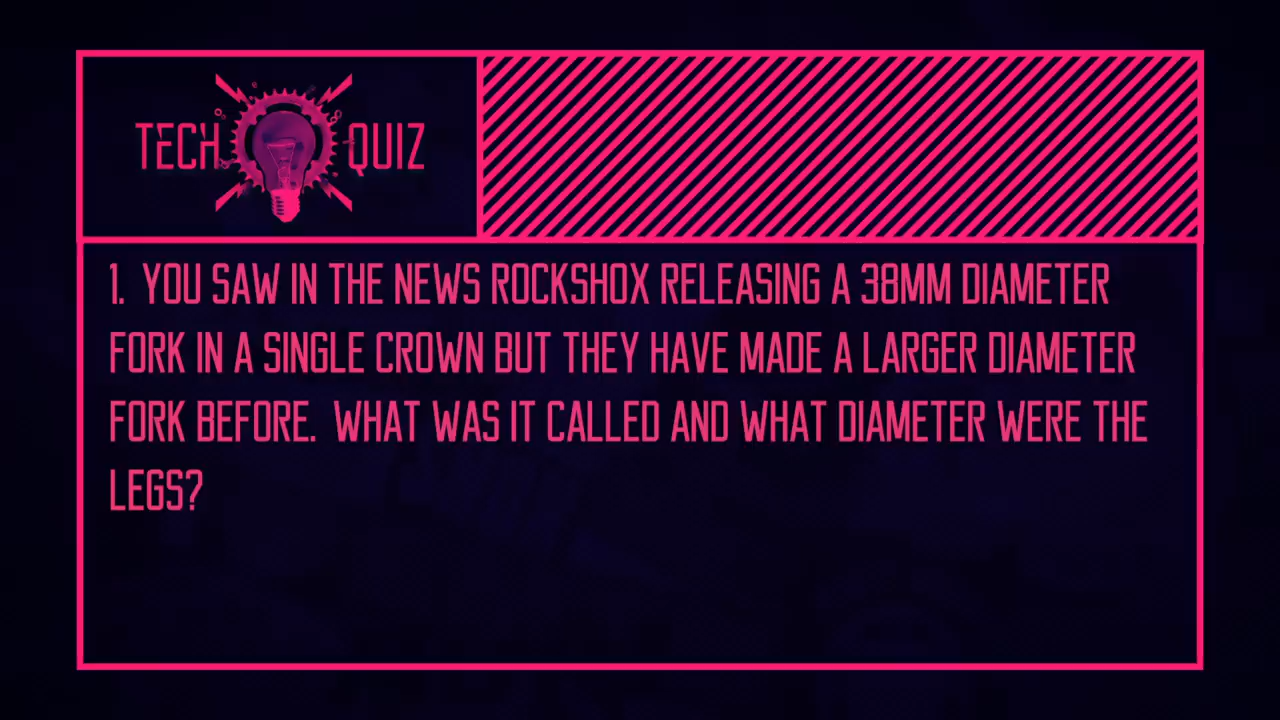 TECH QUIZ
1. YOU SAW IN THE NEWS ROCKSHOX RELEASING A 38MM DIAMETER
FORK IN A SINGLE CROWN BUT THEY HAVE MADE A LARGER DIAMETER
FORK BEFORE. WHAT WAS IT CALLED AND WHAT DIAMETER WERE THE
LEGS?